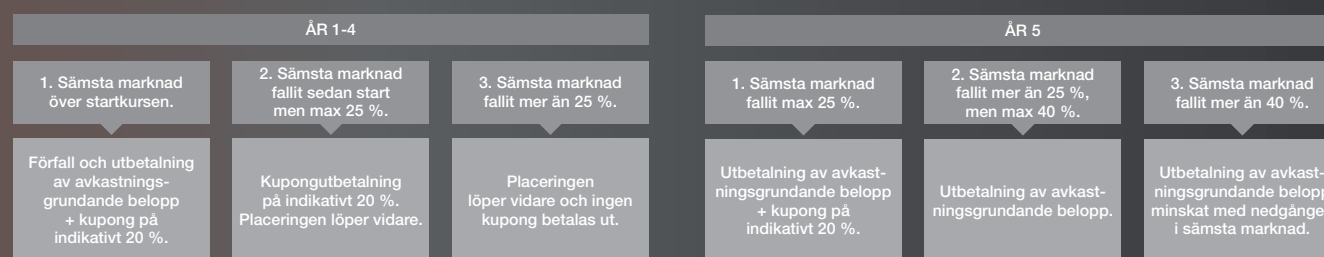 ÅR 1-4
1. Sämsta marknad
över startkursen.
2. Sämsta marknad
fallit sedan start
men max 25 %.
3. Sämsta marknad
fallit mer än 25 %.
Förfall och utbetalning
av avkastnings-
grundande belopp
+ kupong på
indikativt 20 %.
Kupongutbetalning
på indikativt 20 %.
Placeringen löper vidare.
Placeringen
löper vidare och ingen
kupong betalas ut.
ÅR 5
1. Sämsta marknad
fallit max 25 %.
2. Sämsta marknad
fallit mer än 25 %,
men max 40 %.
3. Sämsta marknad
fallit mer än 40 %.
Utbetalning av avkast-
ningsgrundande belopp
+ kupong på
indikativt 20 %.
Utbetalning av avkast-
ningsgrundande belopp.
Utbetalning av avkast-
ningsgrundande belopp
minskat med nedgången
i sämsta marknad.